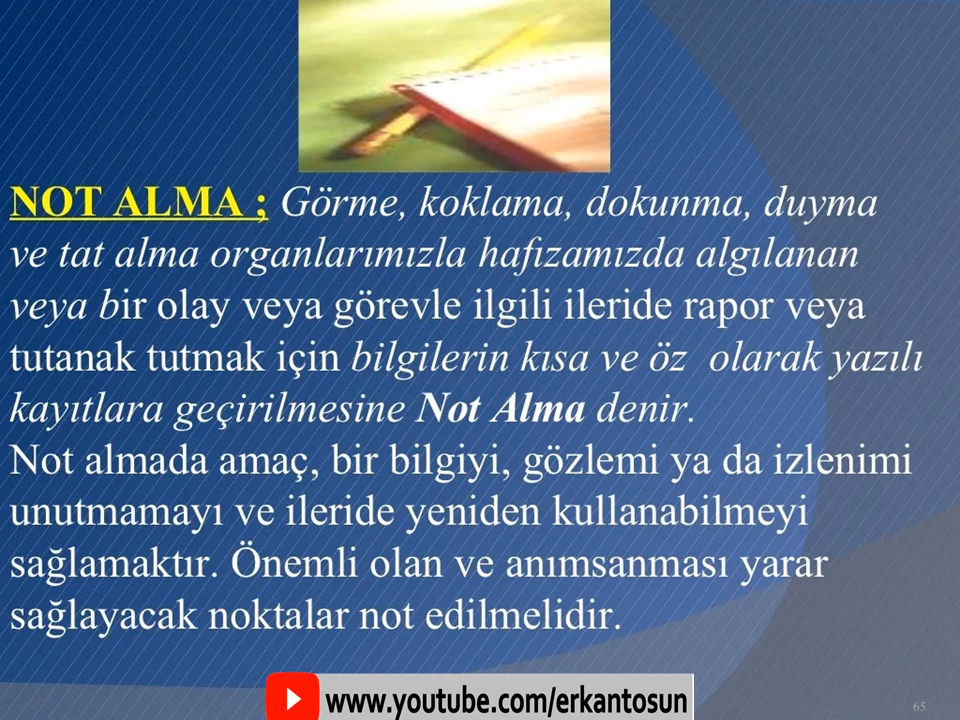 NOT ALMA ; Görme, koklama, dokunma, duyma
ve tat alma organlarımızla hafızamızda algılanan
veya bir olay veya görevle ilgili ileride rapor veya
tutanak tutmak için bilgilerin kısa ve öz olarak yazılı
kayıtlara geçirilmesine Not Alma denir.
Not almada amaç, bir bilgiyi, gözlemi ya da izlenimi
unutmamayı ve ileride yeniden kullanabilmeyi
sağlamaktır. Önemli olan ve anımsanması yarar
sağlayacak noktalar not edilmelidir.
www.youtube.com/erkantosun
65